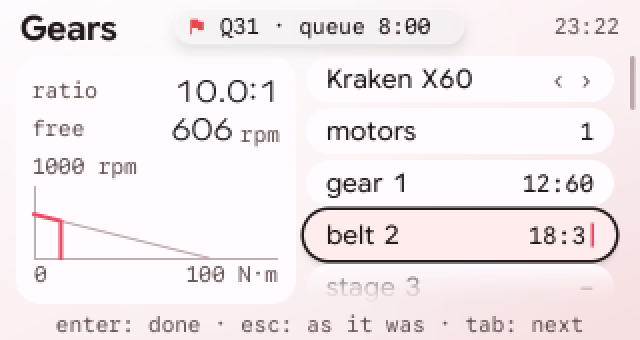 Gears
Q31 · queue 8:00
23:22
ratio 10.0:1
free 606 rpm
1000 rpm
0 100 N·m
Kraken X60 ‹ ›
motors 1
gear 1 12:60
belt 2 18:3
stage 3 –
enter: done · esc: as it was · tab: next